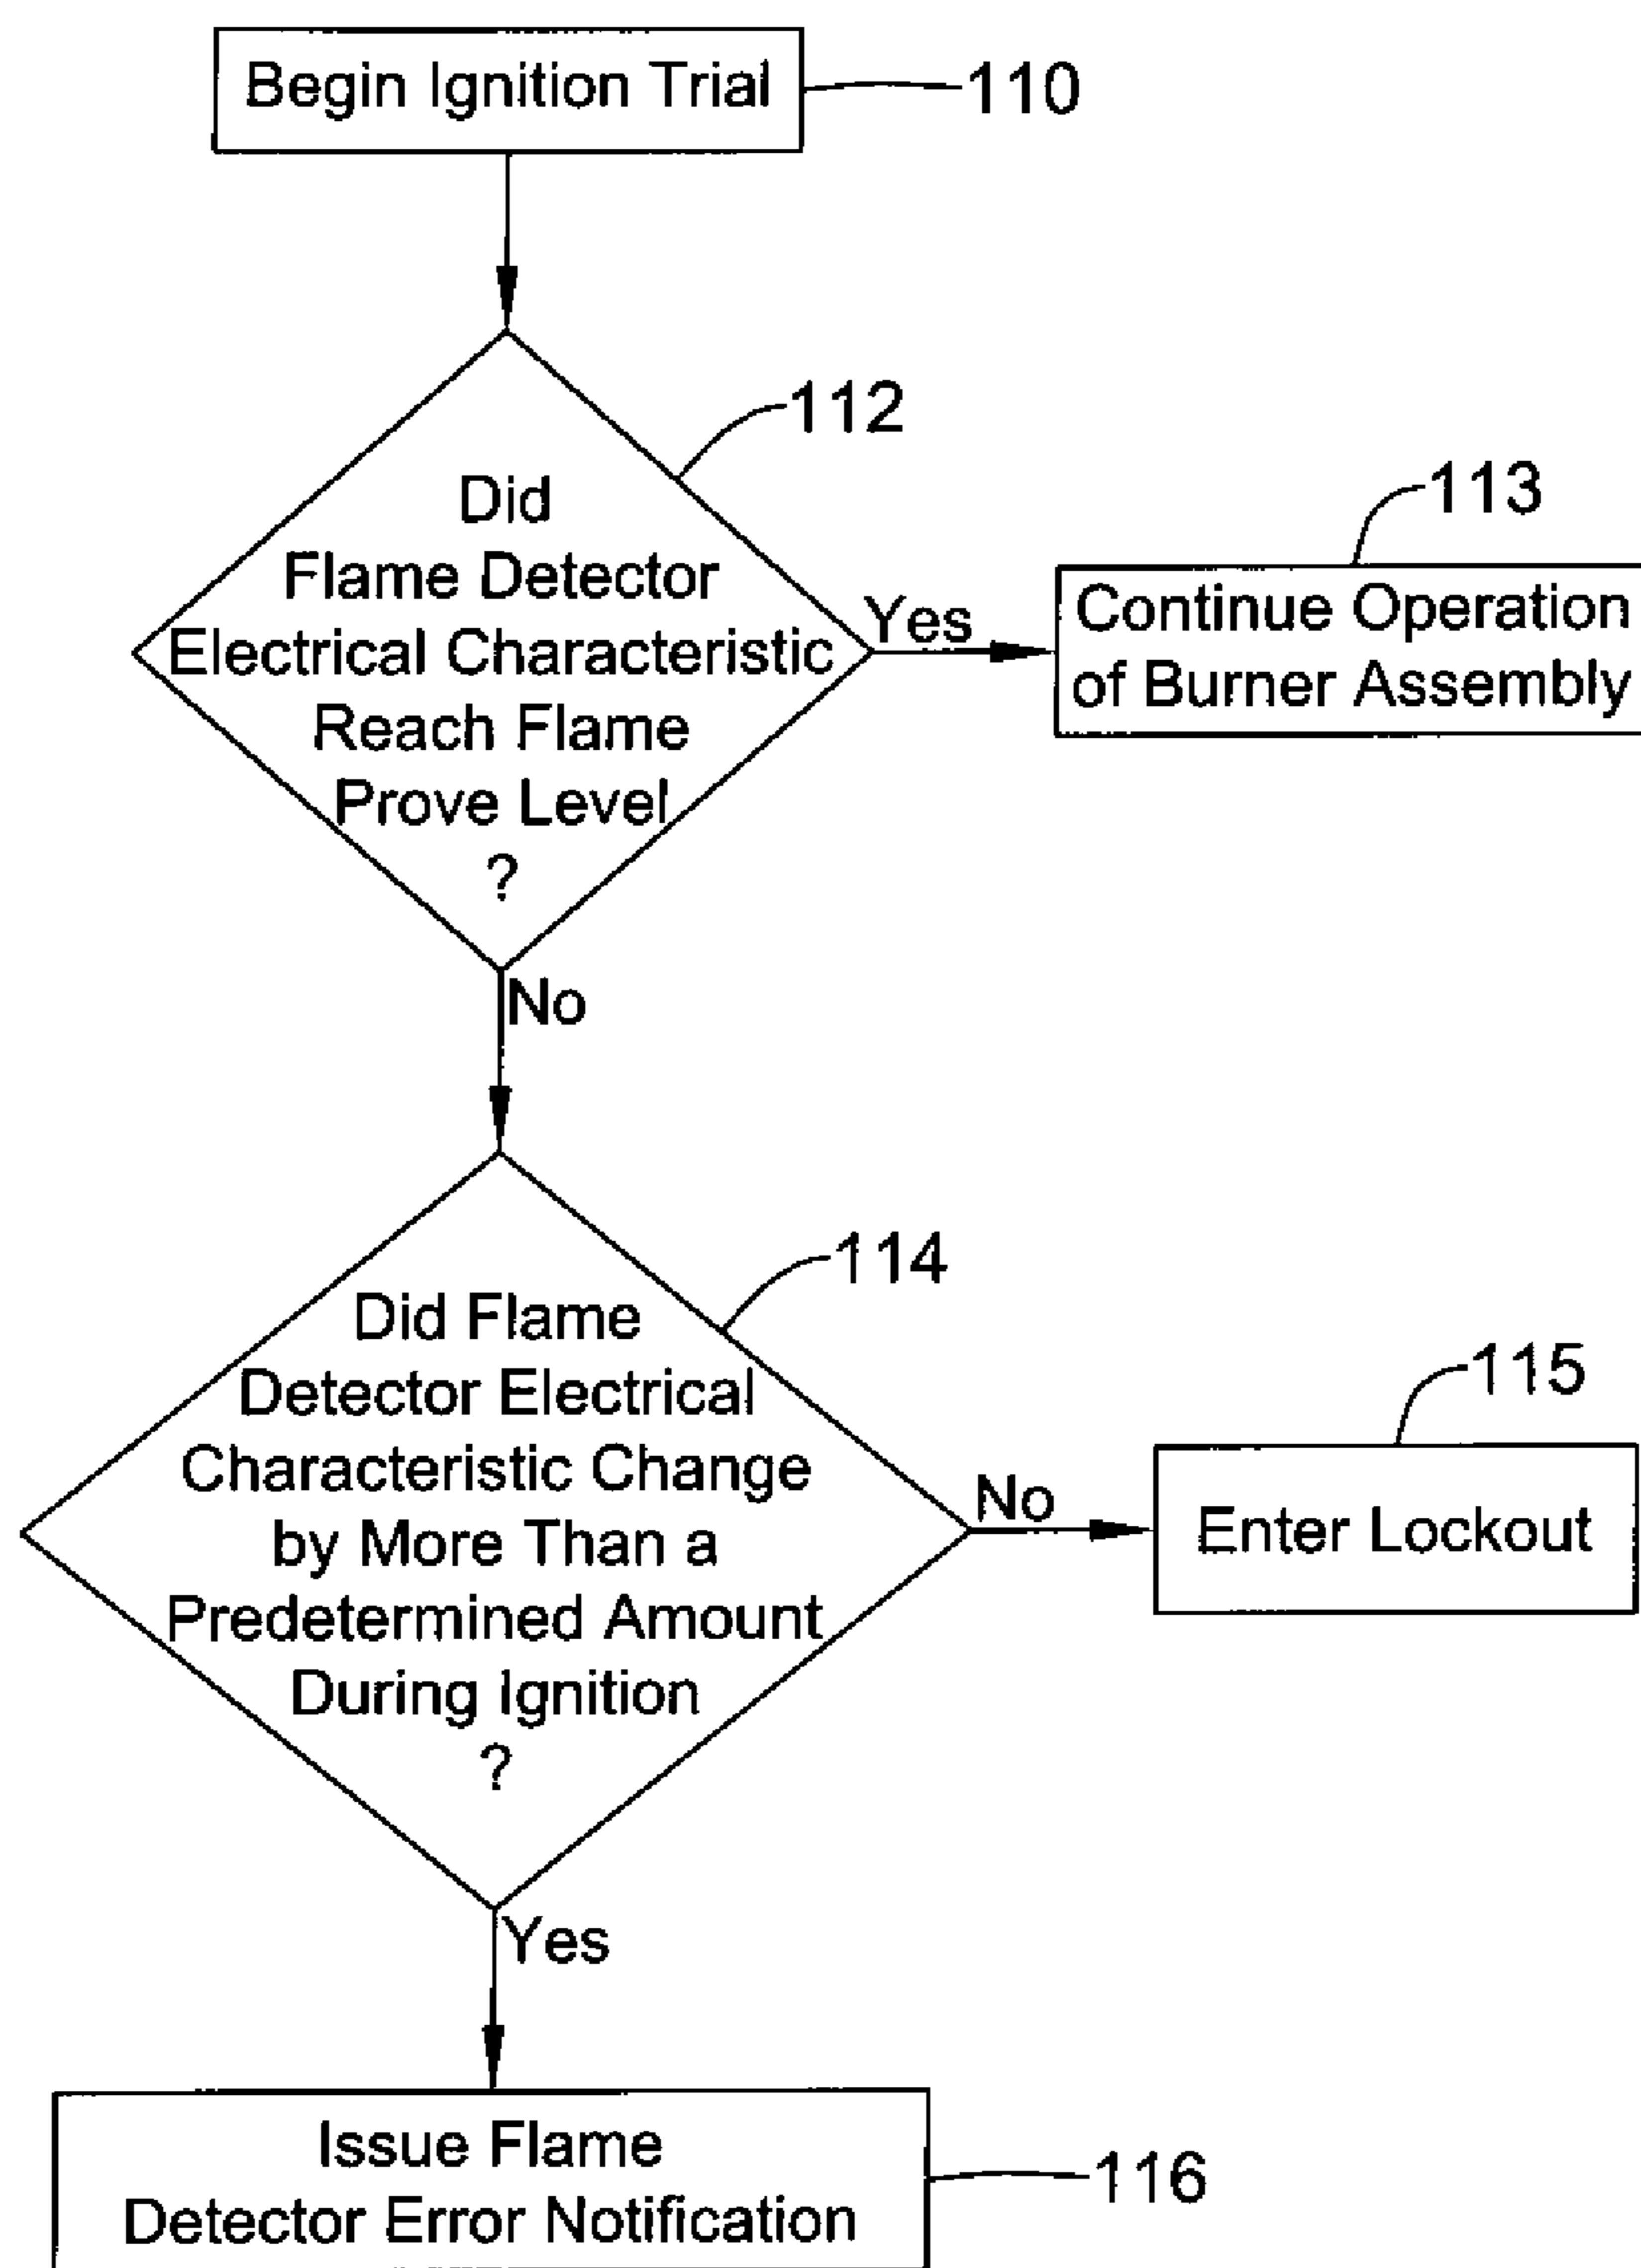 Begin Ignition Trial
110
112
Did
Flame Detector
Electrical Characteristic
Reach Flame
Prove Level
?
Yes
113
Continue Operation
of Burner Assembly
No
114
Did Flame
Detector Electrical
Characteristic Change
by More Than a
Predetermined Amount
During Ignition
?
No
115
Enter Lockout
Yes
Issue Flame
Detector Error Notification
116